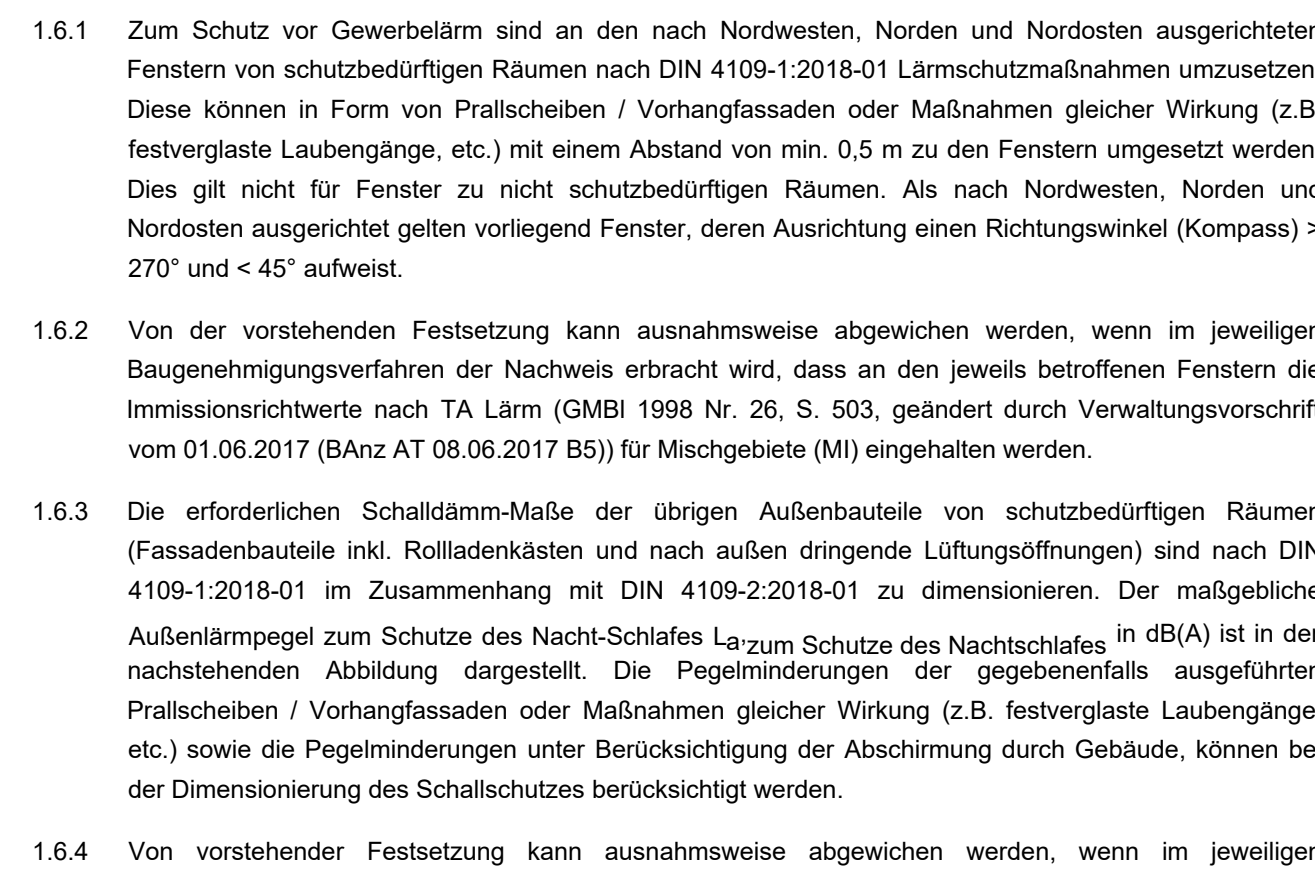 1.6.1 Zum Schutz vor Gewerbelärm sind an den nach Nordwesten, Norden und Nordosten ausgerichteten
Fenstern von schutzbedürftigen Räumen nach DIN 4109-1:2018-01 Lärmschutzmaßnahmen umzusetzen
Diese können in Form von Prallscheiben / Vorhangfassaden oder Maßnahmen gleicher Wirkung (z.B
festverglaste Laubengänge, etc.) mit einem Abstand von min. 0,5 m zu den Fenstern umgesetzt werden
Dies gilt nicht für Fenster zu nicht schutzbedürftigen Räumen. Als nach Nordwesten, Norden und
Nordosten ausgerichtet gelten vorliegend Fenster, deren Ausrichtung einen Richtungswinkel (Kompass) >
270° und < 45° aufweist.
1.6.2 Von der vorstehenden Festsetzung kann ausnahmsweise abgewichen werden, wenn im jeweiligen
Baugenehmigungsverfahren der Nachweis erbracht wird, dass an den jeweils betroffenen Fenstern die
Immissionsrichtwerte nach TA Lärm (GMBl 1998 Nr. 26, S. 503, geändert durch Verwaltungsvorschrift
vom 01.06.2017 (BAnz AT 08.06.2017 B5)) für Mischgebiete (MI) eingehalten werden.
1.6.3 Die erforderlichen Schalldämm-Maße der übrigen Außenbauteile von schutzbedürftigen Räumen
(Fassadenbauteile inkl. Rollladenkästen und nach außen dringende Lüftungsöffnungen) sind nach DIN
4109-1:2018-01 im Zusammenhang mit DIN 4109-2:2018-01 zu dimensionieren. Der maßgebliche
Außenlärmpegel zum Schutze des Nacht-Schlafes La,zum Schutze des Nachtschlafes in dB(A) ist in der
nachstehenden Abbildung dargestellt. Die Pegelminderungen der gegebenenfalls ausgeführten
Prallscheiben / Vorhangfassaden oder Maßnahmen gleicher Wirkung (z.B. festverglaste Laubengänge
etc.) sowie die Pegelminderungen unter Berücksichtigung der Abschirmung durch Gebäude, können be
der Dimensionierung des Schallschutzes berücksichtigt werden.
1.6.4 Von vorstehender Festsetzung kann ausnahmsweise abgewichen werden, wenn im jeweiligen